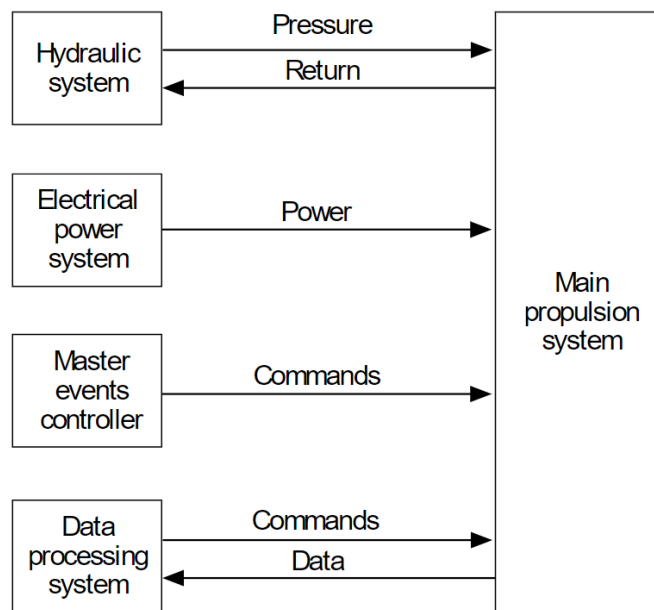 Pressure
Hydraulic
system
Return
Electrical
power
system
Power
Main
propulsion
system
Master
events
controller
Commands
Data
processing
system
Commands
Data